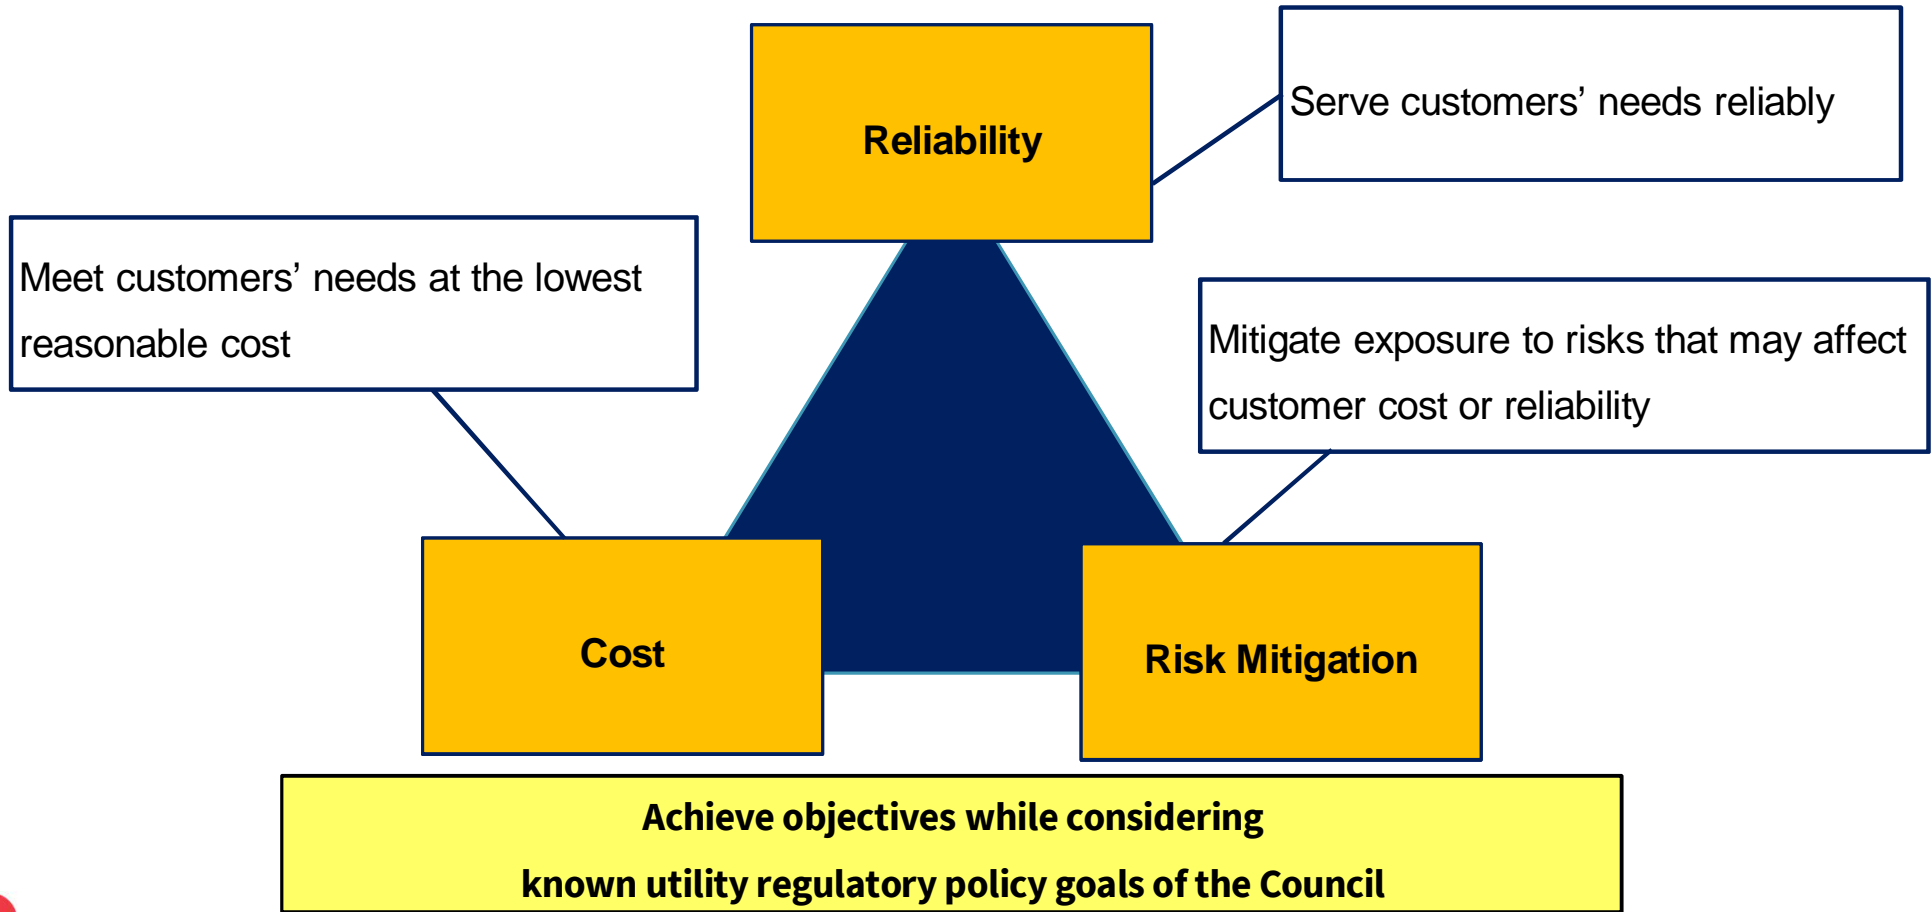 Reliability
Serve customers’ needs reliably
Meet customers’ needs at the lowest
reasonable cost
Mitigate exposure to risks that may affect
customer cost or reliability
Cost
Risk Mitigation
Achieve objectives while considering
known utility regulatory policy goals of the Council